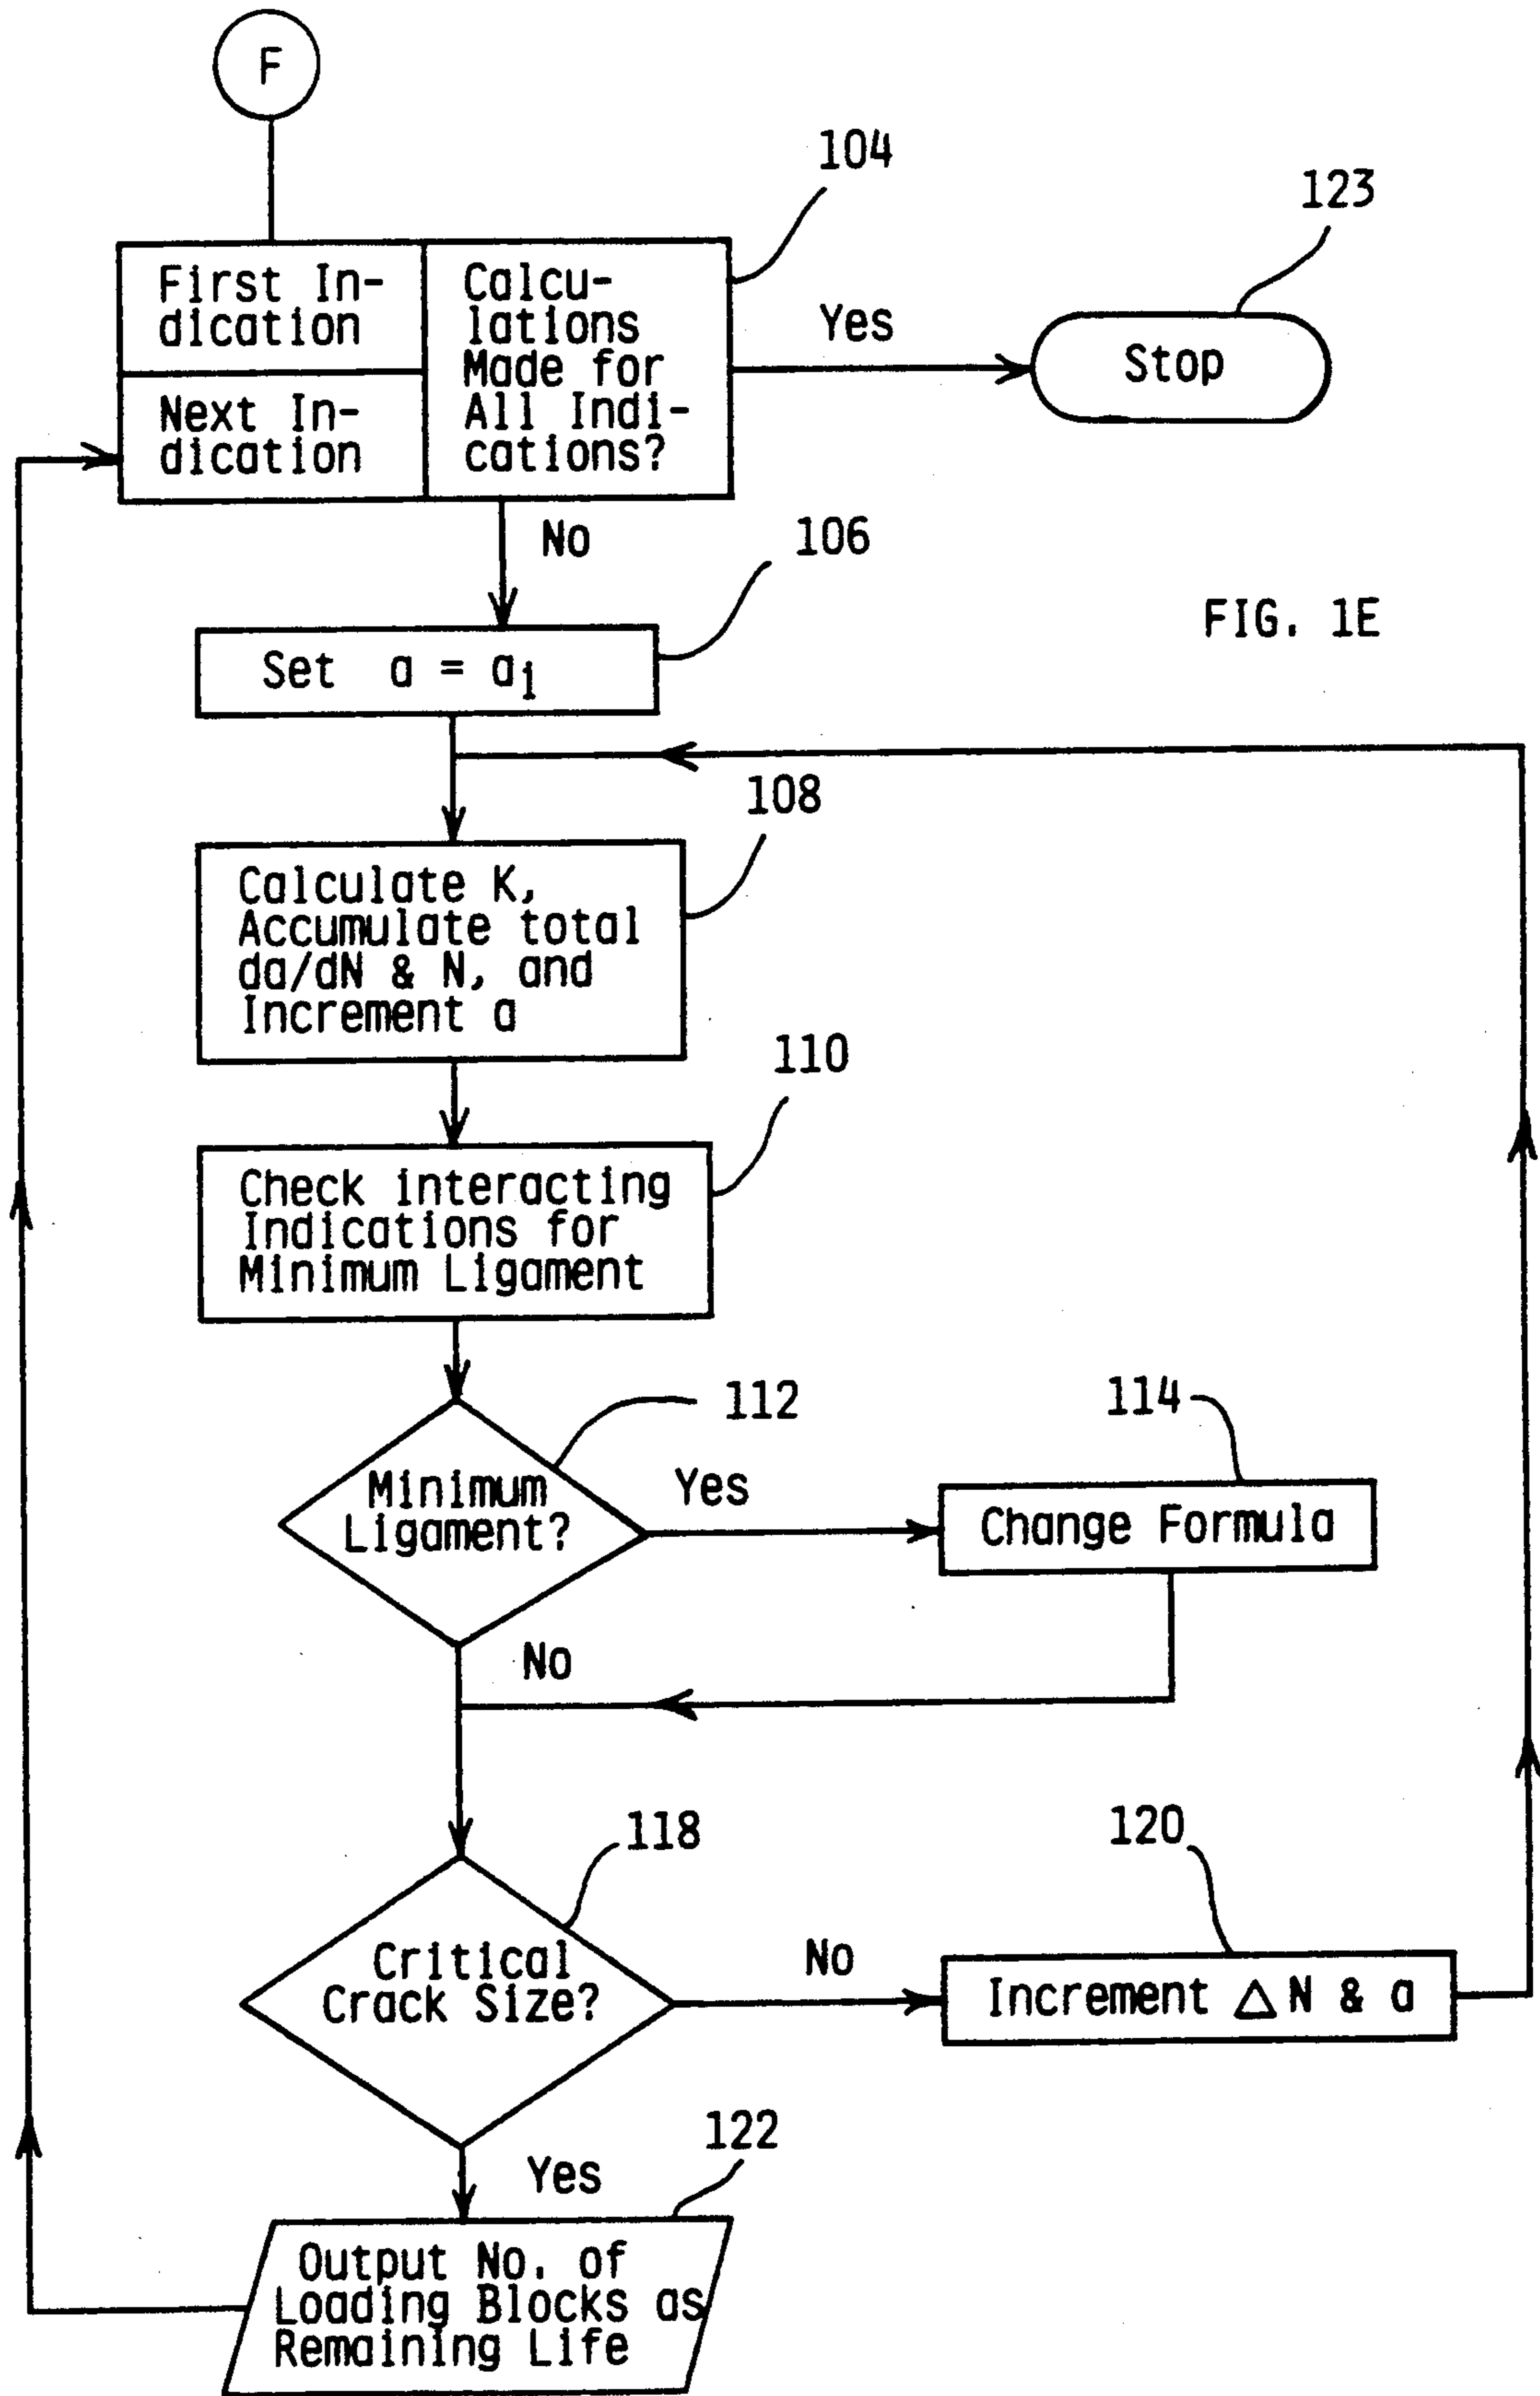 F
104
123
First In-
dication
Calcu-
lations
Made for
All Indi-
cations?
Yes
Stop
Next In-
dication
No
106
FIG. 1E
Set a = ai
108
Calculate K,
Accumulate total
da/dN & N, and
Increment a
110
Check interacting
Indications for
Minimum Ligament
112
114
Minimum
Ligament?
Yes
Change Formula
No
118
120
Critical
Crack Size?
No
Increment △ N & a
122
Yes
Output No. of
Loading Blocks as
Remaining Life